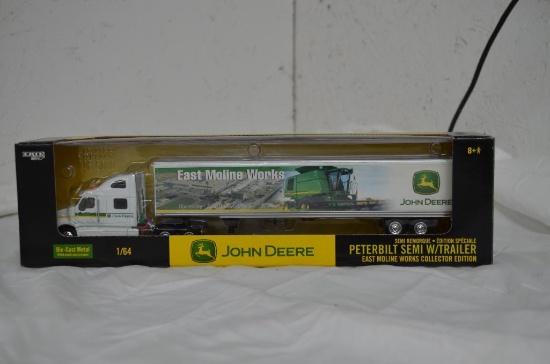 ERTL
8+
East Moline Works
JOHN DEERE
Die-Cast Metal
1/64
JOHN DEERE
SEMI REMORQUE • ÉDITION SPÉCIALE
PETERBILT SEMI W/TRAILER
EAST MOLINE WORKS COLLECTOR EDITION